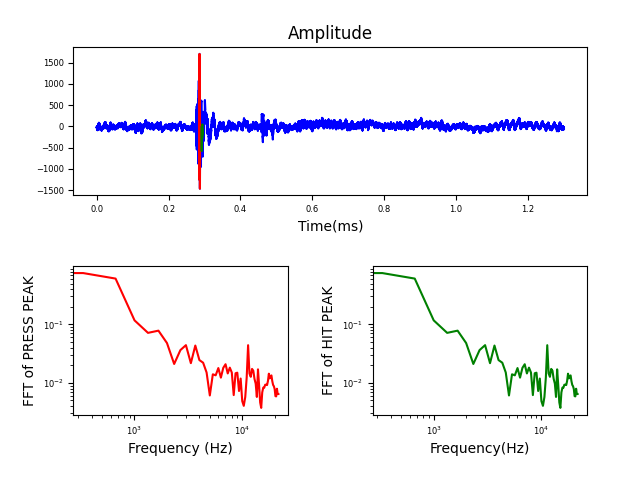 Amplitude
1500
1000
500
0
−500
−1000
−1500
0.0 0.2 0.4 0.6 0.8 1.0 1.2
Time(ms)
FFT of PRESS PEAK
10⁻¹
10⁻²
10³ 10⁴
Frequency (Hz)
FFT of HIT PEAK
10⁻¹
10⁻²
10³ 10⁴
Frequency(Hz)